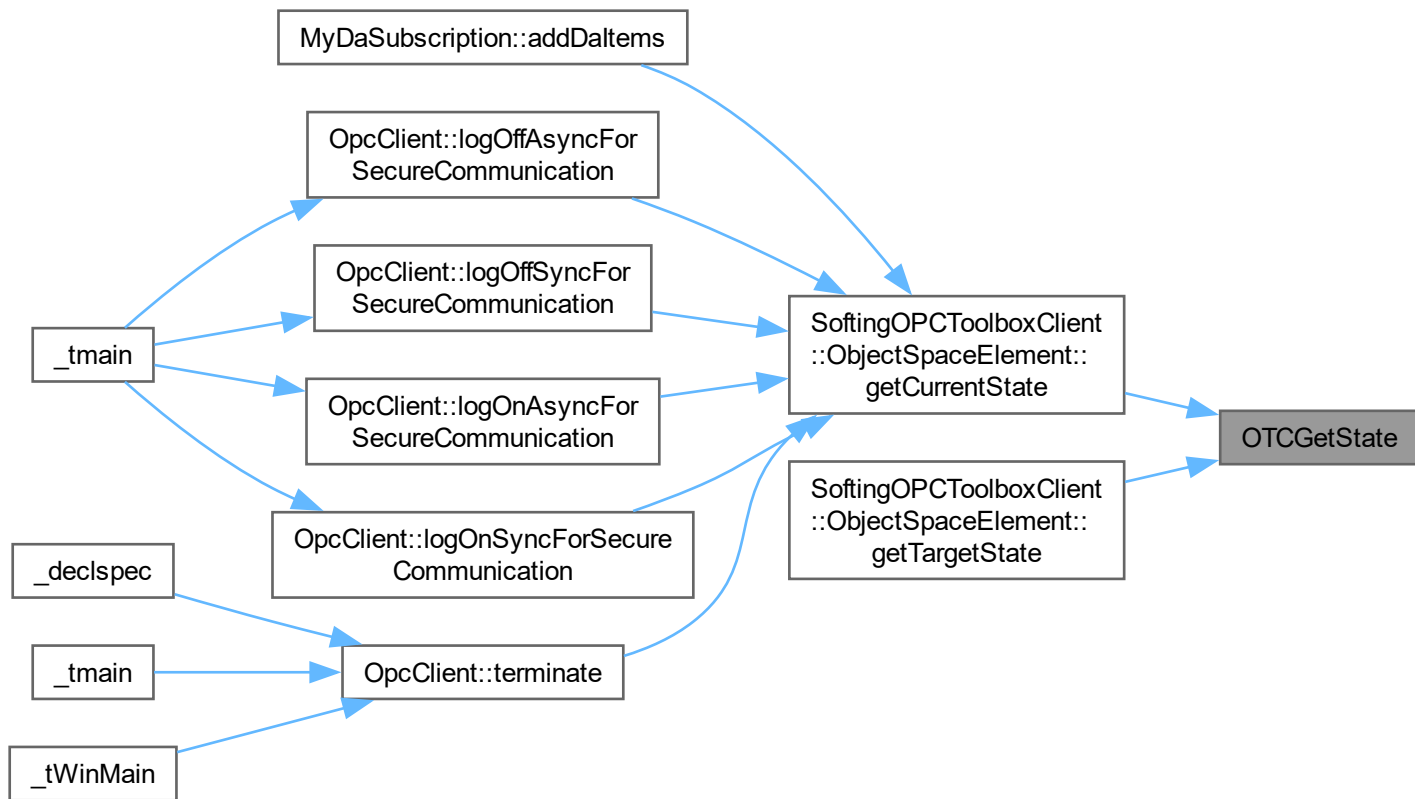 MyDaSubscription::addDaItems
OpcClient::logOffAsyncFor
SecureCommunication
OpcClient::logOffSyncFor
SecureCommunication
_tmain
OpcClient::logOnAsyncFor
SecureCommunication
OpcClient::logOnSyncForSecure
Communication
SoftingOPCToolboxClient
::ObjectSpaceElement::
getCurrentState
OTCGetState
SoftingOPCToolboxClient
::ObjectSpaceElement::
getTargetState
_declspec
_tmain
OpcClient::terminate
_tWinMain